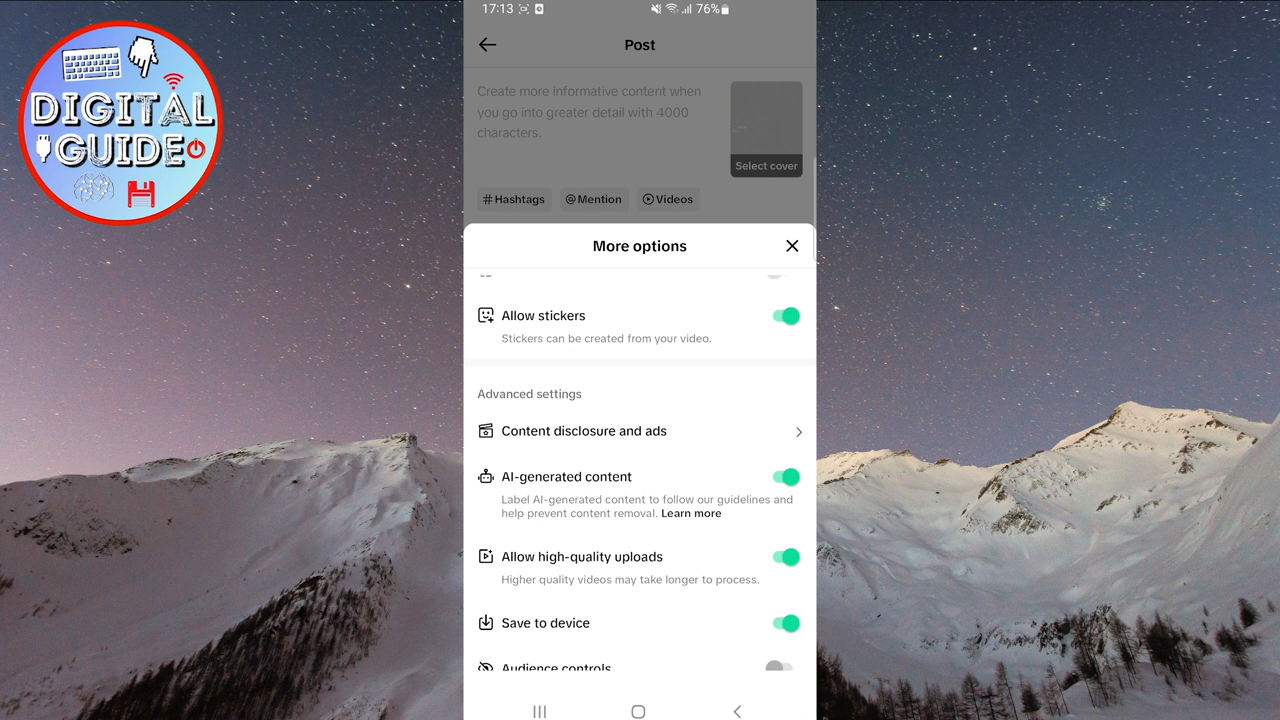 DIGITAL
GUIDE
17:13
76%
Post
Create more informative content when
you go into greater detail with 4000
characters.
Select cover
#Hashtags
@Mention
Videos
More options
Allow stickers
Stickers can be created from your video.
Advanced settings
Content disclosure and ads
AI-generated content
Label AI-generated content to follow our guidelines and
help prevent content removal. Learn more
Allow high-quality uploads
Higher quality videos may take longer to process.
Save to device
Audience controls